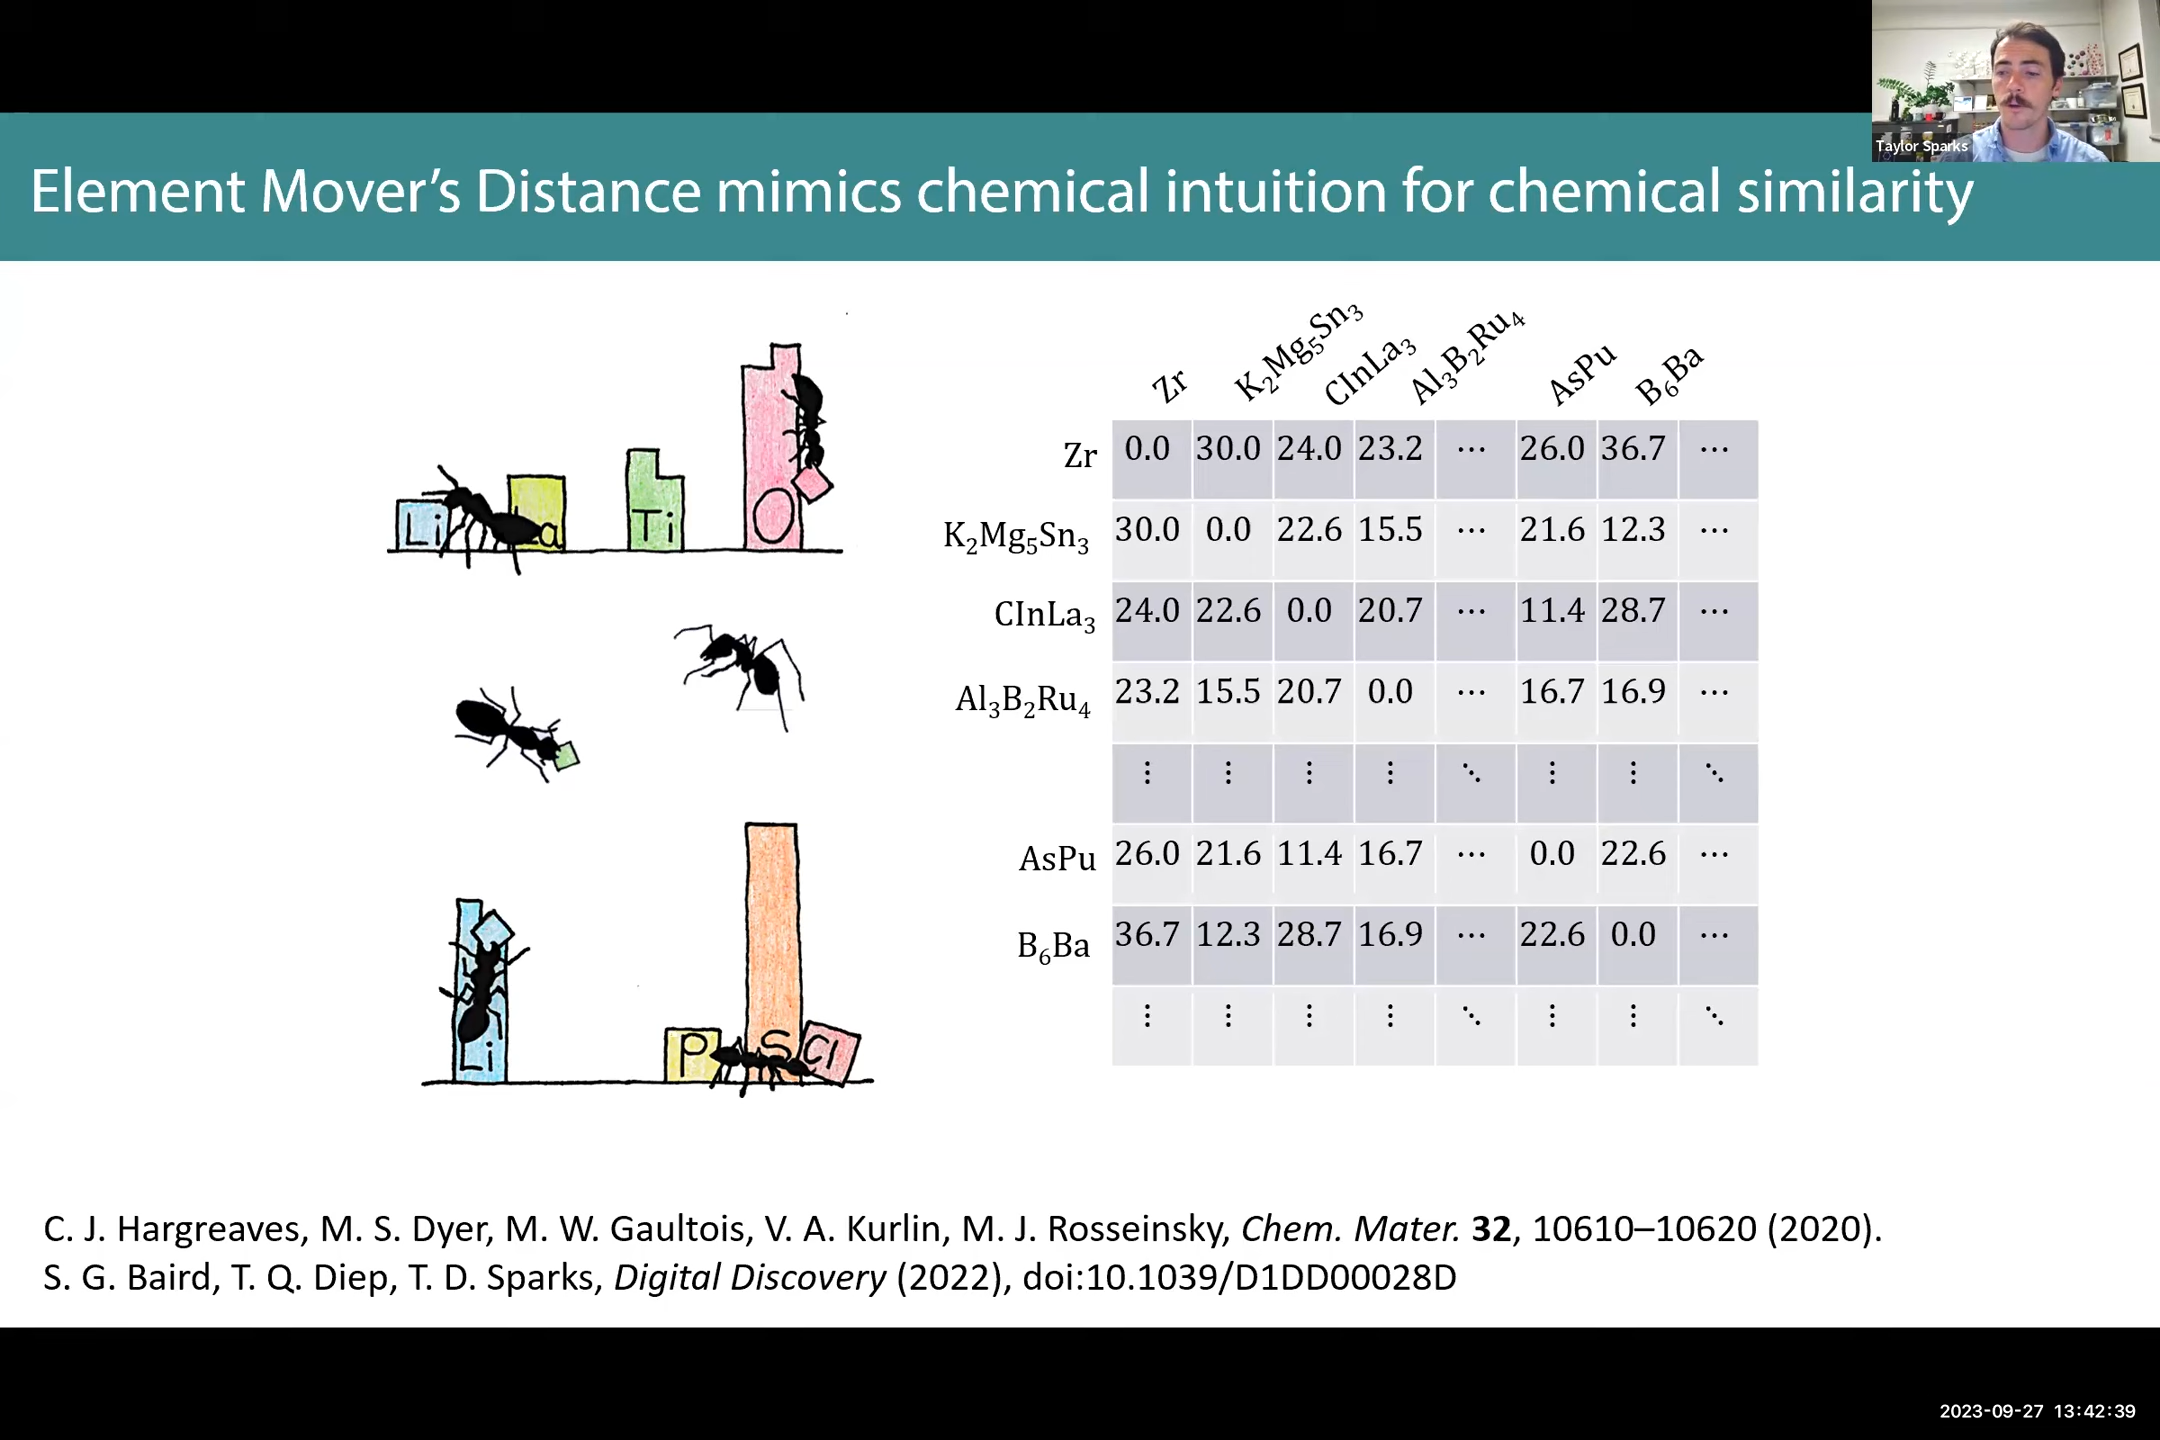 Taylor Sparks
Element Mover’s Distance mimics chemical intuition for chemical similarity
Li La Ti O
Li P S Cl
Zr K₂Mg₅Sn₃ CInLa₃ Al₃B₂Ru₄ AsPu B₆Ba
Zr 0.0 30.0 24.0 23.2 ⋯ 26.0 36.7 ⋯
K₂Mg₅Sn₃ 30.0 0.0 22.6 15.5 ⋯ 21.6 12.3 ⋯
CInLa₃ 24.0 22.6 0.0 20.7 ⋯ 11.4 28.7 ⋯
Al₃B₂Ru₄ 23.2 15.5 20.7 0.0 ⋯ 16.7 16.9 ⋯
⋮ ⋮ ⋮ ⋮ ⋱ ⋮ ⋮ ⋱
AsPu 26.0 21.6 11.4 16.7 ⋯ 0.0 22.6 ⋯
B₆Ba 36.7 12.3 28.7 16.9 ⋯ 22.6 0.0 ⋯
⋮ ⋮ ⋮ ⋮ ⋱ ⋮ ⋮ ⋱
C. J. Hargreaves, M. S. Dyer, M. W. Gaultois, V. A. Kurlin, M. J. Rosseinsky, Chem. Mater. 32, 10610–10620 (2020).
S. G. Baird, T. Q. Diep, T. D. Sparks, Digital Discovery (2022), doi:10.1039/D1DD00028D
2023-09-27 13:42:39